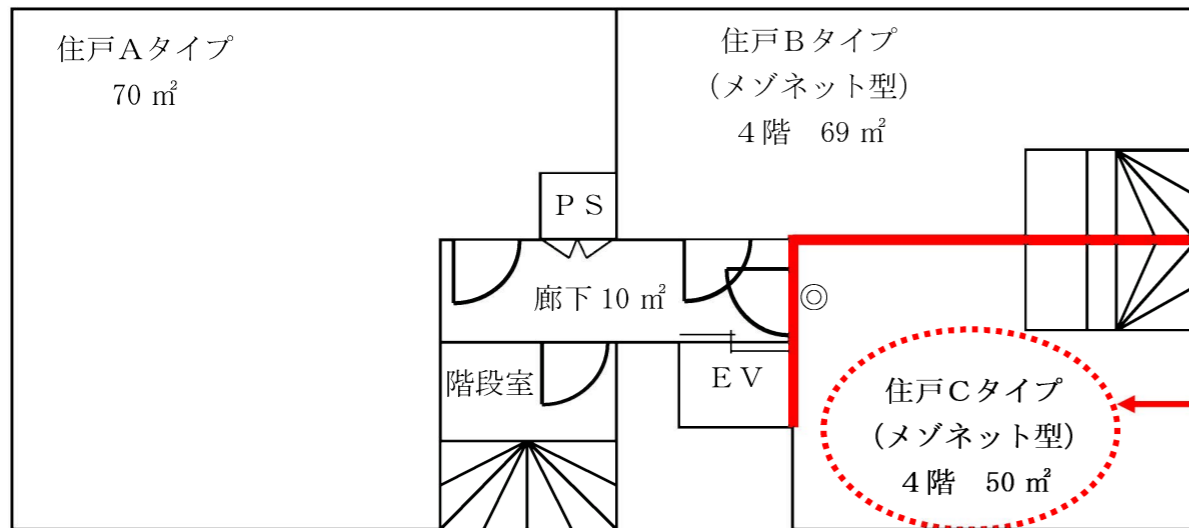 住戸Aタイプ
70 ㎡
住戸Bタイプ
(メゾネット型)
4階　69 ㎡
PS
廊下 10 ㎡
◎
階段室
EV
住戸Cタイプ
(メゾネット型)
4階　50 ㎡